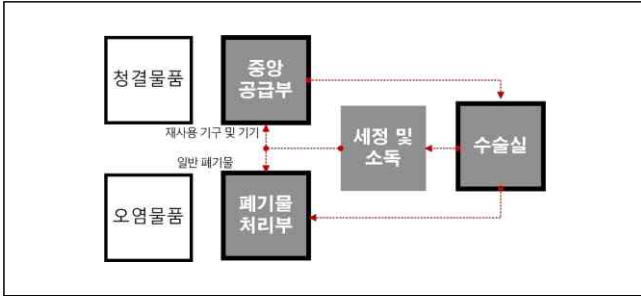 청결물품
중앙
공급부
재사용 기구 및 기기
세정 및
소독
수술실
일반 폐기물
오염물품
폐기물
처리부